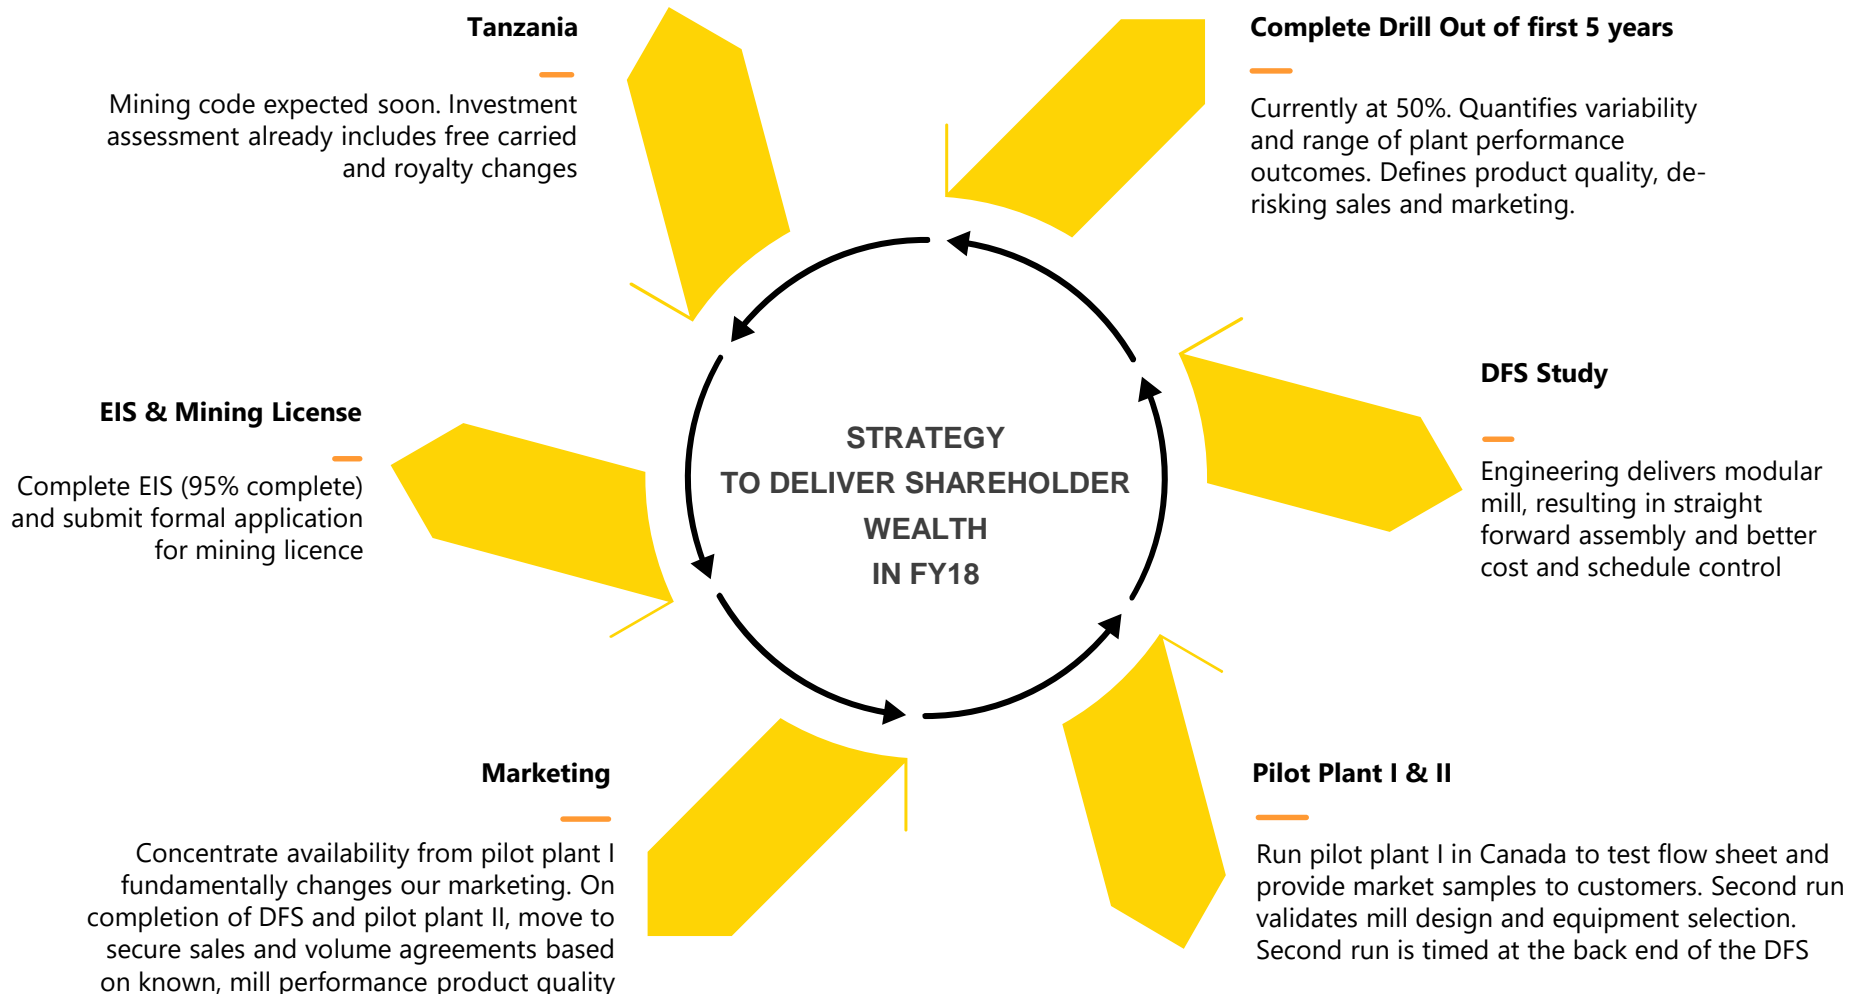 Tanzania
Mining code expected soon. Investment
assessment already includes free carried
and royalty changes
Complete Drill Out of first 5 years
Currently at 50%. Quantifies variability
and range of plant performance
outcomes. Defines product quality, de-
risking sales and marketing.
EIS & Mining License
Complete EIS (95% complete)
and submit formal application
for mining licence
STRATEGY
TO DELIVER SHAREHOLDER
WEALTH
IN FY18
DFS Study
Engineering delivers modular
mill, resulting in straight
forward assembly and better
cost and schedule control
Marketing
Concentrate availability from pilot plant I
fundamentally changes our marketing. On
completion of DFS and pilot plant II, move to
secure sales and volume agreements based
on known, mill performance product quality
Pilot Plant I & II
Run pilot plant I in Canada to test flow sheet and
provide market samples to customers. Second run
validates mill design and equipment selection.
Second run is timed at the back end of the DFS